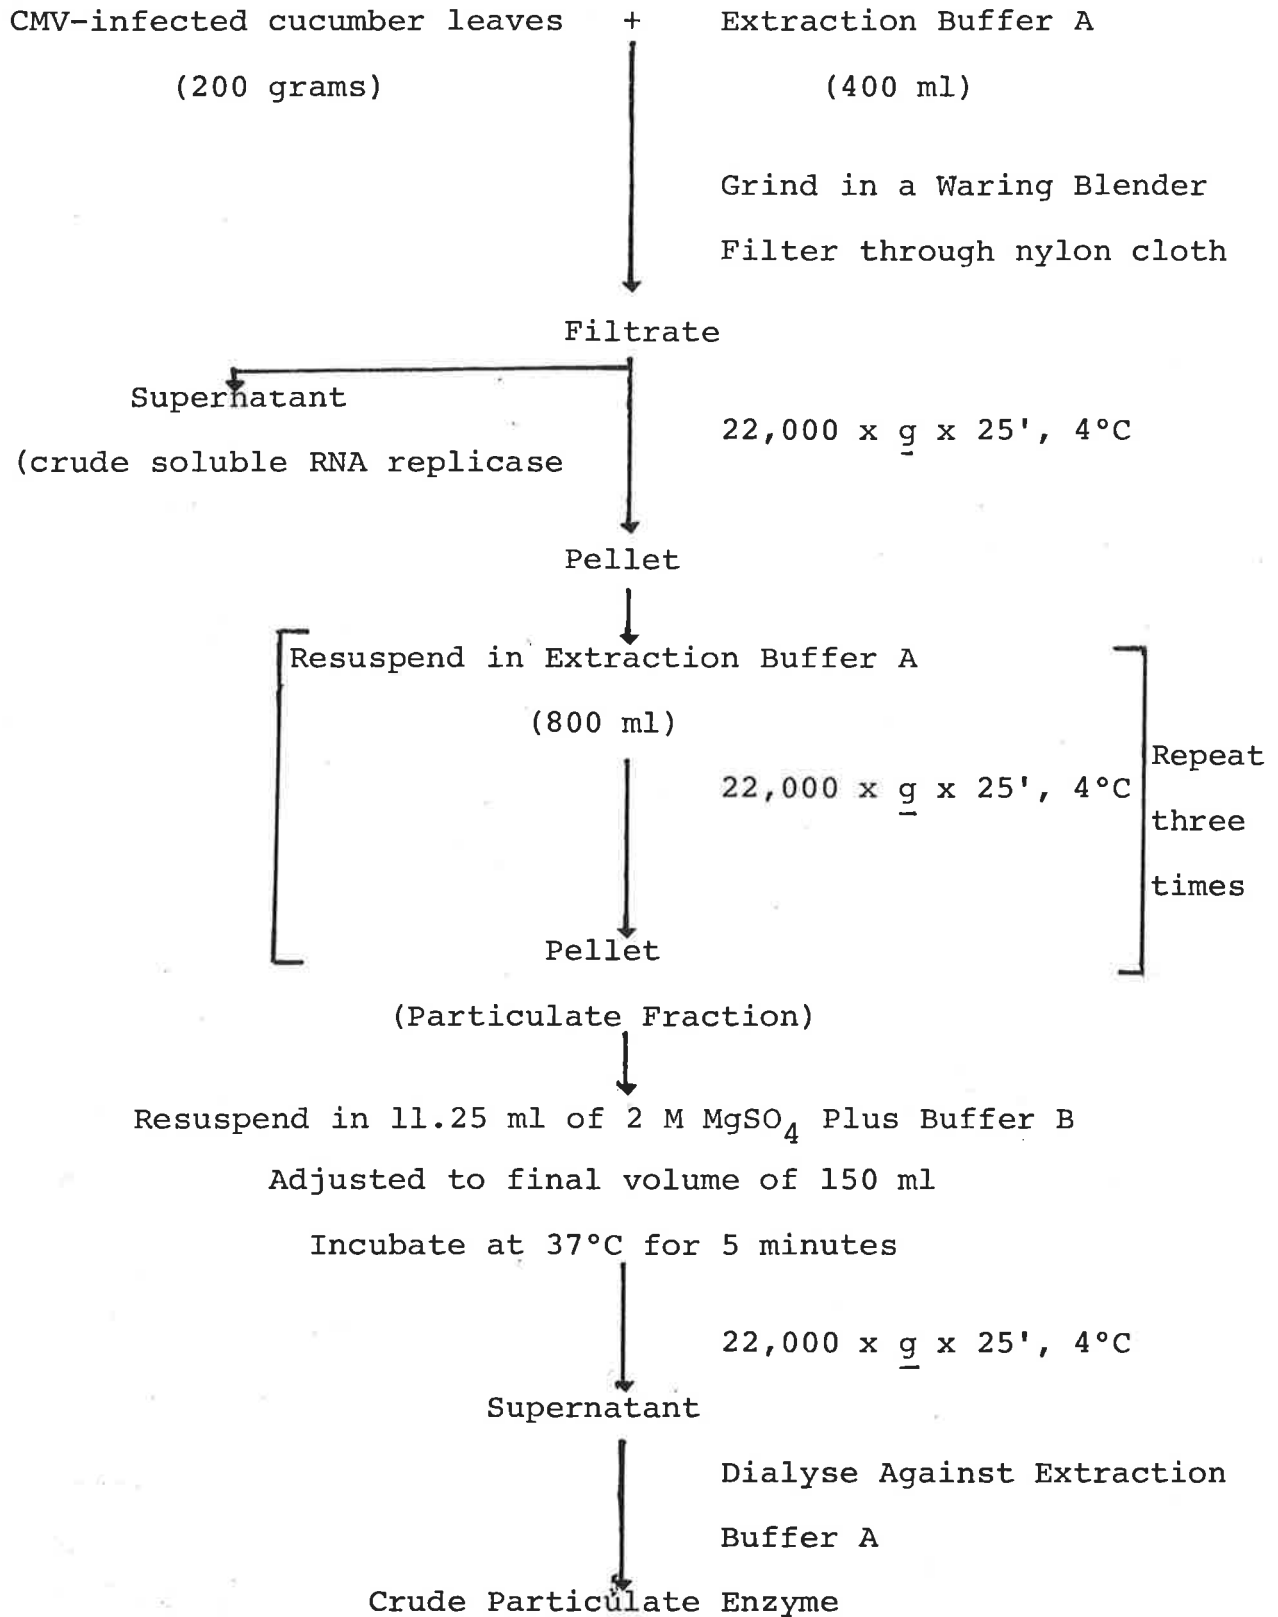 CMV-infected cucumber leaves + Extraction Buffer A
(200 grams) (400 ml)
Grind in a Waring Blender
Filter through nylon cloth
Filtrate
Supernatant
22,000 x g x 25', 4°C
(crude soluble RNA replicase
Pellet
Resuspend in Extraction Buffer A
(800 ml)
22,000 x g x 25', 4°C
Repeat
three
times
Pellet
(Particulate Fraction)
Resuspend in 11.25 ml of 2 M MgSO4 Plus Buffer B
Adjusted to final volume of 150 ml
Incubate at 37°C for 5 minutes
22,000 x g x 25', 4°C
Supernatant
Dialyse Against Extraction
Buffer A
Crude Particulate Enzyme